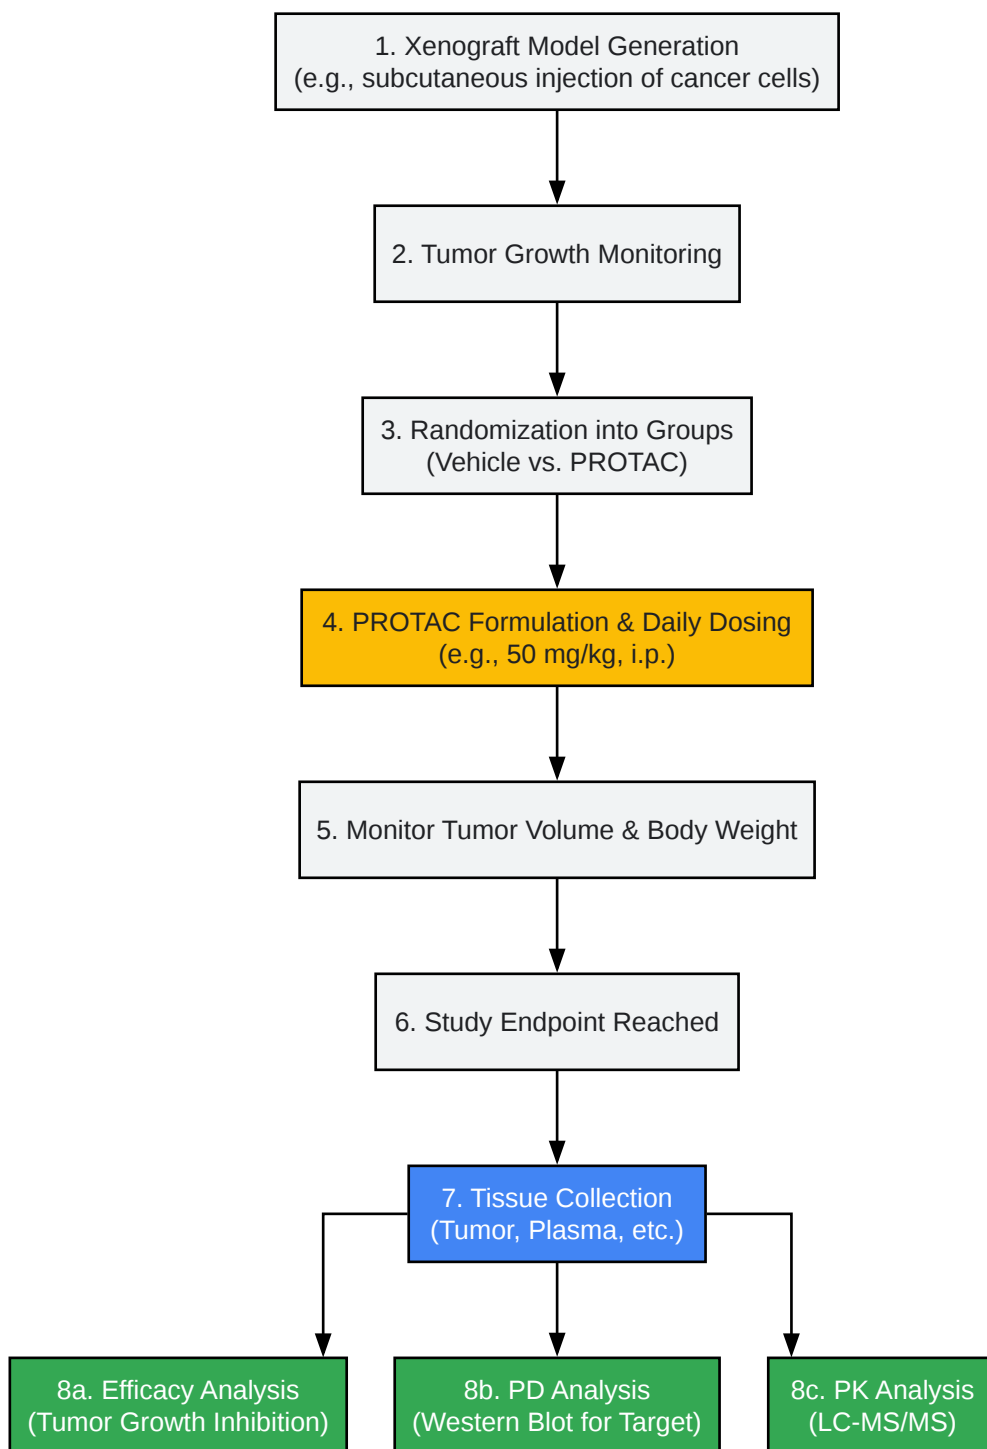 1. Xenograft Model Generation
(e.g., subcutaneous injection of cancer cells)
2. Tumor Growth Monitoring
3. Randomization into Groups
(Vehicle vs. PROTAC)
4. PROTAC Formulation & Daily Dosing
(e.g., 50 mg/kg, i.p.)
5. Monitor Tumor Volume & Body Weight
6. Study Endpoint Reached
7. Tissue Collection
(Tumor, Plasma, etc.)
8a. Efficacy Analysis
(Tumor Growth Inhibition)
8b. PD Analysis
(Western Blot for Target)
8c. PK Analysis
(LC-MS/MS)